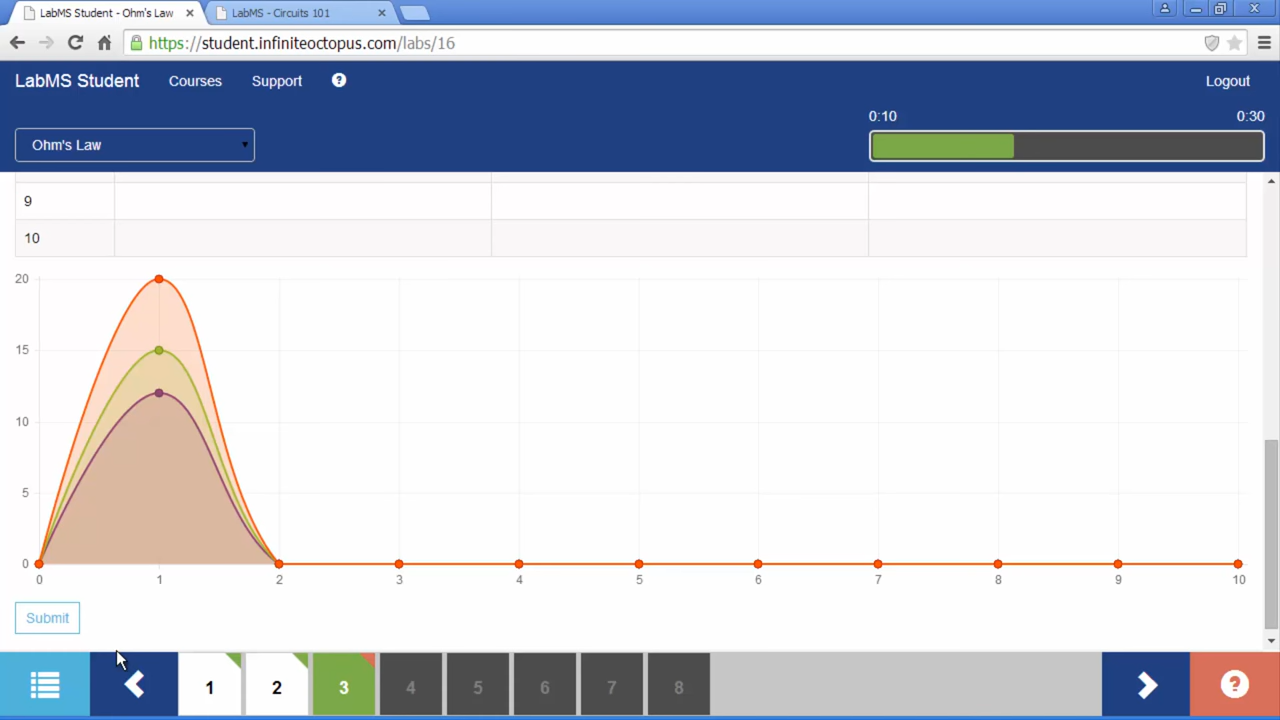 LabMS Student - Ohm's Law
LabMS - Circuits 101
https://student.infiniteoctopus.com/labs/16
LabMS Student Courses Support ? Logout
0:10 0:30
Ohm's Law
9
10
20
15
10
5
0
0 1 2 3 4 5 6 7 8 9 10
Submit
1 2 3 4 5 6 7 8 ?